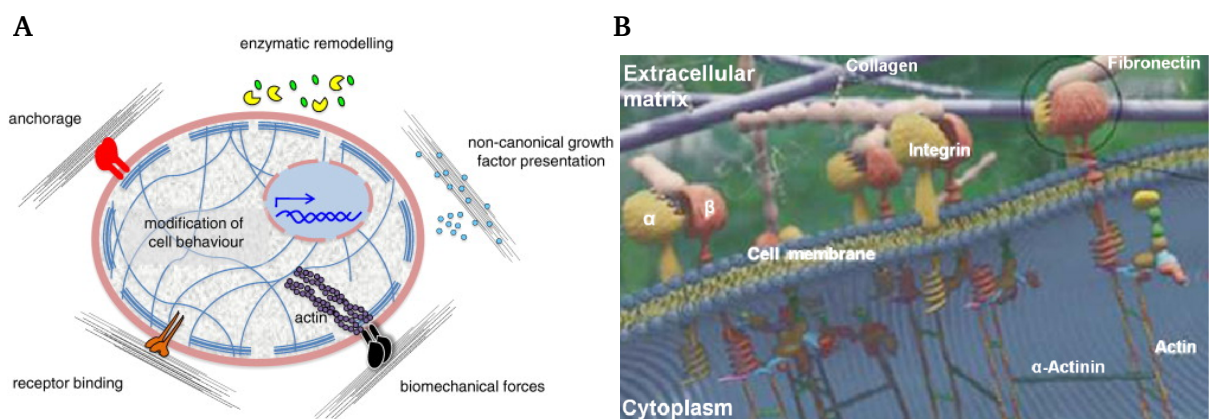 A
enzymatic remodelling
anchorage
non-canonical growth
factor presentation
modification of
cell behaviour
actin
receptor binding
biomechanical forces
B
Extracellular
matrix
Collagen
Fibronectin
Integrin
α
β
Cell membrane
α-Actinin
Actin
Cytoplasm